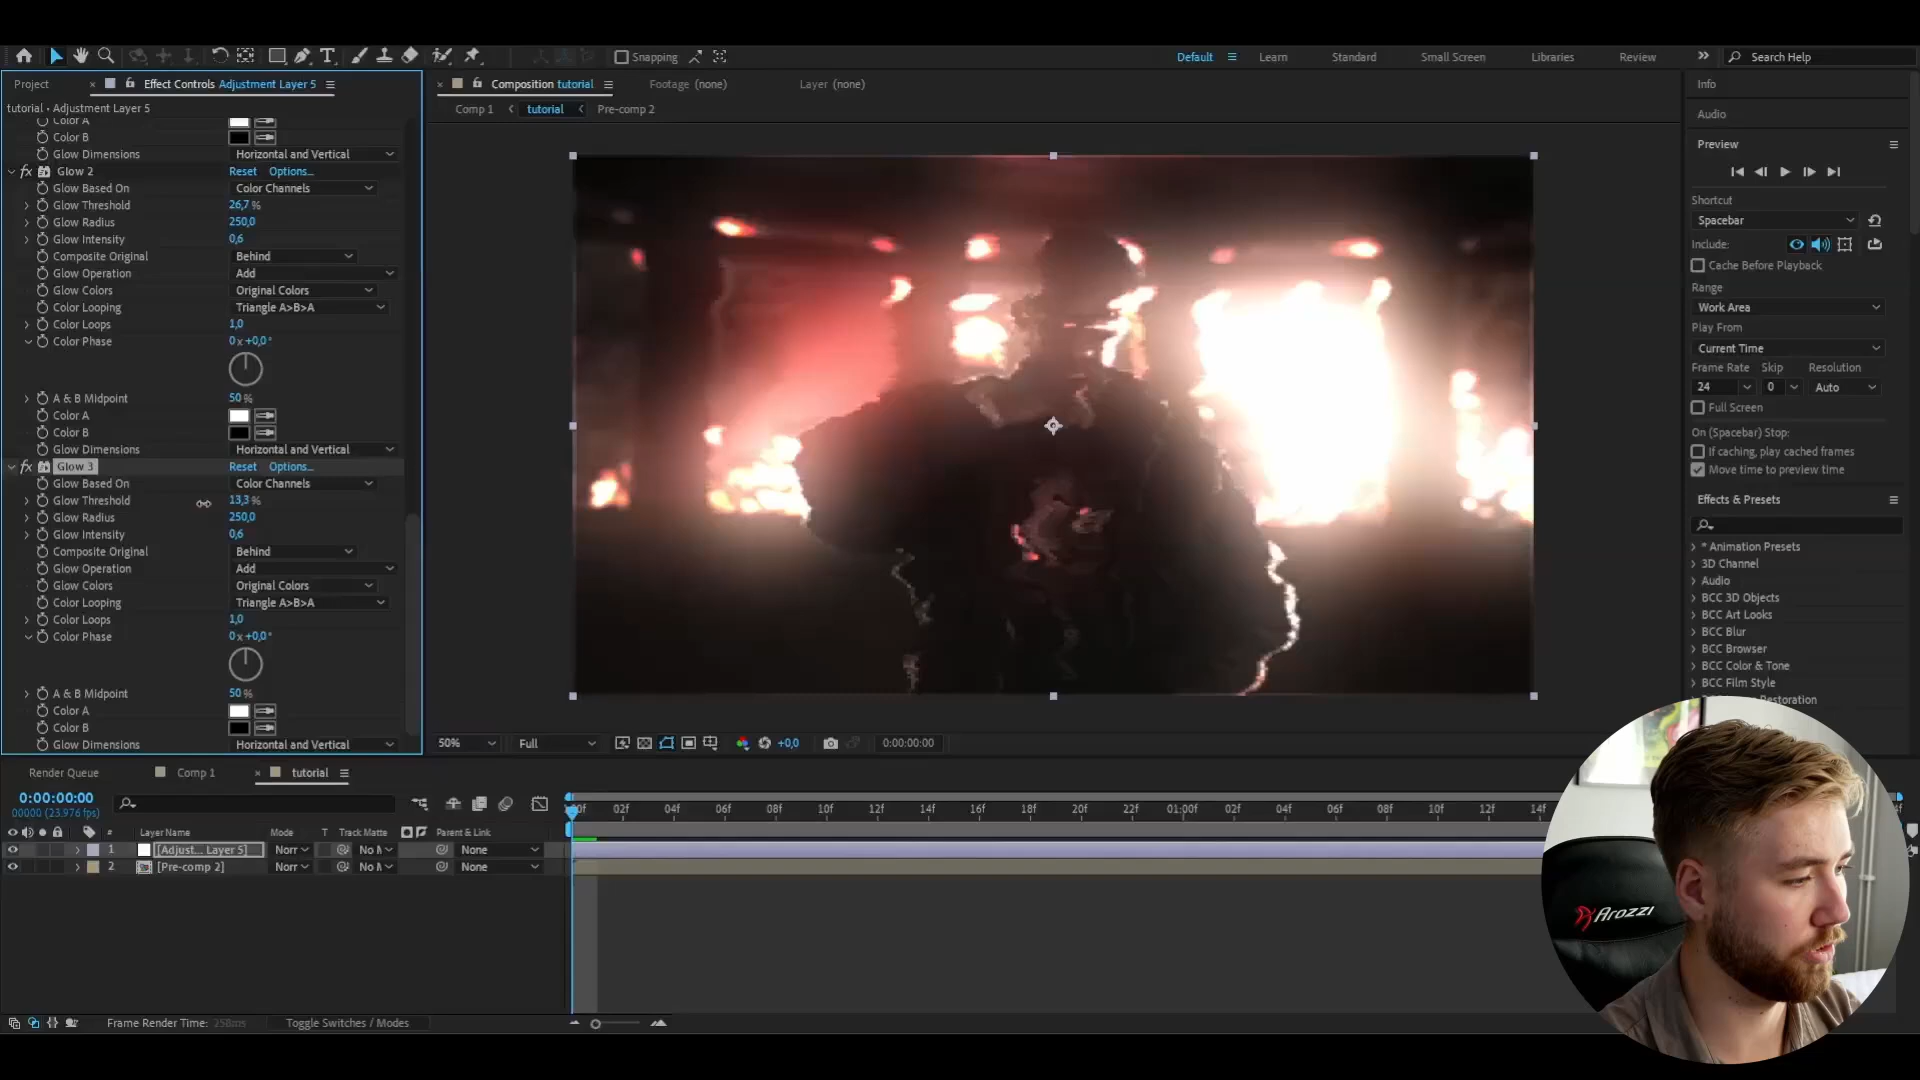 Snapping
Default
Learn
Standard
Small Screen
Libraries
Review
Search Help
Project
Effect Controls Adjustment Layer 5
Composition tutorial
Footage (none)
Layer (none)
Info
tutorial • Adjustment Layer 5
Comp 1
tutorial
Pre-comp 2
Audio
Color A
Color B
Glow Dimensions Horizontal and Vertical
Preview
fx Glow 2 Reset Options...
Glow Based On Color Channels
Glow Threshold 26,7 %
Glow Radius 250,0
Glow Intensity 0,6
Composite Original Behind
Glow Operation Add
Glow Colors Original Colors
Color Looping Triangle A>B>A
Color Loops 1,0
Color Phase 0 x +0,0°
A & B Midpoint 50 %
Color A
Color B
Glow Dimensions Horizontal and Vertical
fx Glow 3 Reset Options...
Glow Based On Color Channels
Glow Threshold 13,3 %
Glow Radius 250,0
Glow Intensity 0,6
Composite Original Behind
Glow Operation Add
Glow Colors Original Colors
Color Looping Triangle A>B>A
Color Loops 1,0
Color Phase 0 x +0,0°
A & B Midpoint 50 %
Color A
Color B
Glow Dimensions Horizontal and Vertical
Shortcut
Spacebar
Include:
Cache Before Playback
Range
Work Area
Play From
Current Time
Frame Rate Skip Resolution
24 0 Auto
Full Screen
On (Spacebar) Stop:
If caching, play cached frames
Move time to preview time
Effects & Presets
* Animation Presets
3D Channel
Audio
BCC 3D Objects
BCC Art Looks
BCC Blur
BCC Browser
BCC Color & Tone
BCC Film Style
Restoration
50%
Full
+0,0
0:00:00:00
Render Queue
Comp 1
tutorial
0:00:00:00
00000 (23.976 fps)
02f 04f 06f 08f 10f 12f 14f 16f 18f 20f 22f 01:00f 02f 04f 06f 08f 10f 12f 14f
# Layer Name Mode T Track Matte Parent & Link
1 [Adjust... Layer 5] None
2 [Pre-comp 2] None
Arozzi
Frame Render Time: 258ms
Toggle Switches / Modes